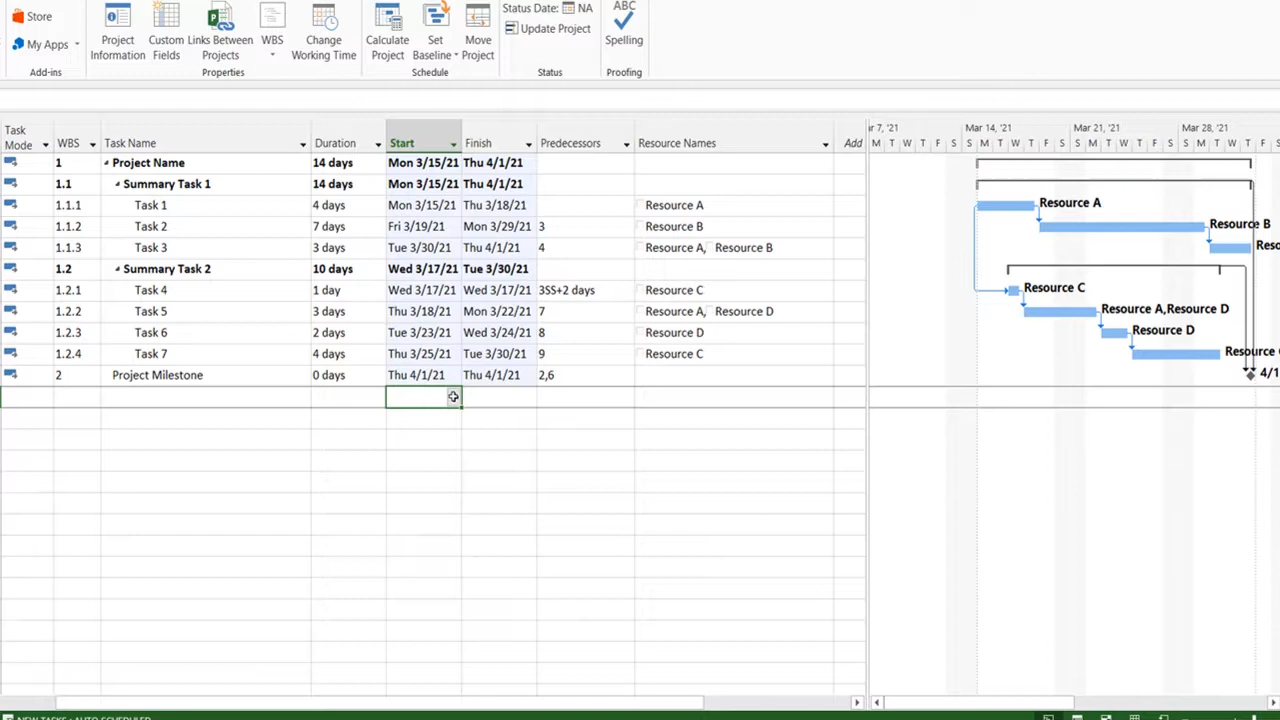 Store
My Apps
Add-ins
Project Information
Custom Fields
Links Between Projects
WBS
Change Working Time
Properties
Calculate Project
Set Baseline
Move Project
Schedule
Status Date: NA
Update Project
Status
ABC
Spelling
Proofing
Task Mode WBS Task Name Duration Start Finish Predecessors Resource Names Add
1 Project Name 14 days Mon 3/15/21 Thu 4/1/21
1.1 Summary Task 1 14 days Mon 3/15/21 Thu 4/1/21
1.1.1 Task 1 4 days Mon 3/15/21 Thu 3/18/21 Resource A
1.1.2 Task 2 7 days Fri 3/19/21 Mon 3/29/21 3 Resource B
1.1.3 Task 3 3 days Tue 3/30/21 Thu 4/1/21 4 Resource A, Resource B
1.2 Summary Task 2 10 days Wed 3/17/21 Tue 3/30/21
1.2.1 Task 4 1 day Wed 3/17/21 Wed 3/17/21 3SS+2 days Resource C
1.2.2 Task 5 3 days Thu 3/18/21 Mon 3/22/21 7 Resource A, Resource D
1.2.3 Task 6 2 days Tue 3/23/21 Wed 3/24/21 8 Resource D
1.2.4 Task 7 4 days Thu 3/25/21 Tue 3/30/21 9 Resource C
2 Project Milestone 0 days Thu 4/1/21 Thu 4/1/21 2,6
7, '21 Mar 14, '21 Mar 21, '21 Mar 28, '21
M T W T F S S M T W T F S S M T W T F S S M T W T F S
Resource A
Resource B
Reso
Resource C
Resource A,Resource D
Resource D
Resource
4/1
NEW TASKS : AUTO SCHEDULED